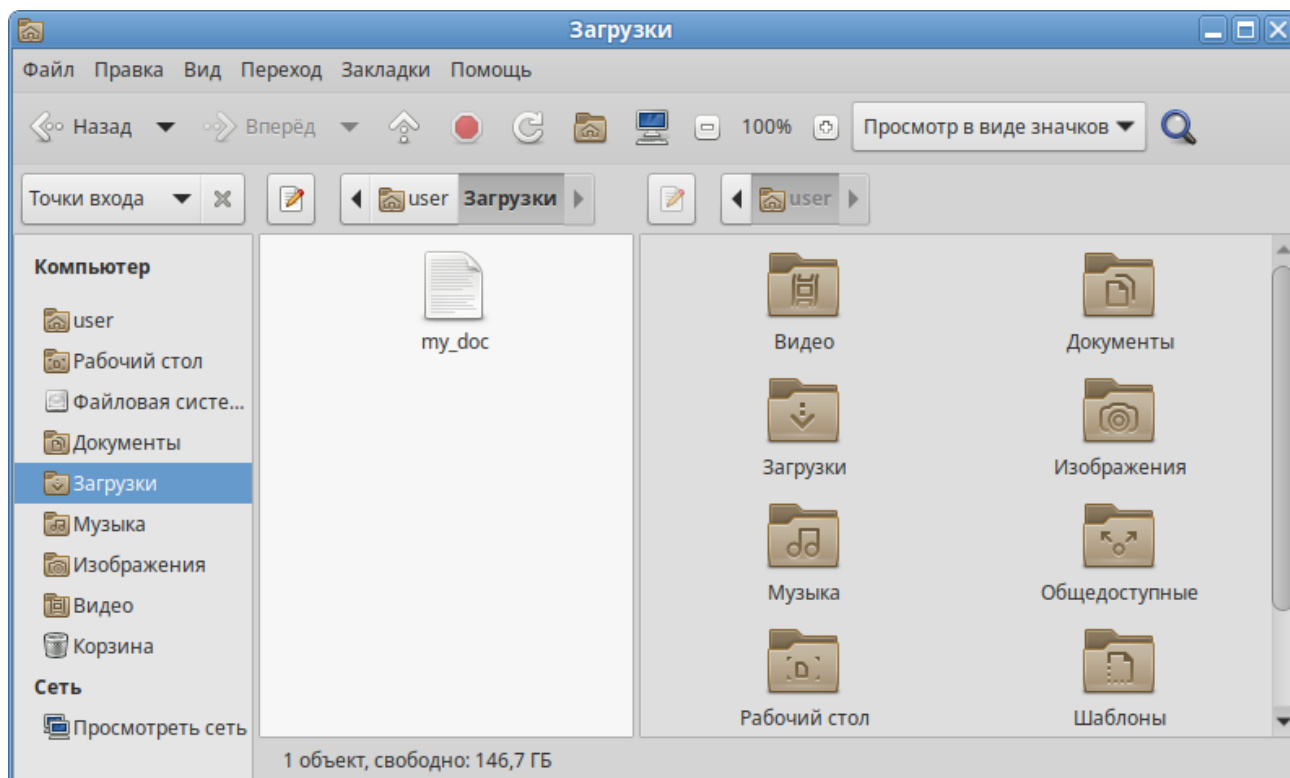 Загрузки
Файл Правка Вид Переход Закладки Помощь
Назад Вперёд 100% Просмотр в виде значков
Точки входа user Загрузки user
Компьютер
user
Рабочий стол
Файловая систе...
Документы
Загрузки
Музыка
Изображения
Видео
Корзина
Сеть
Просмотреть сеть
my_doc
Видео Документы
Загрузки Изображения
Музыка Общедоступные
Рабочий стол Шаблоны
1 объект, свободно: 146,7 ГБ